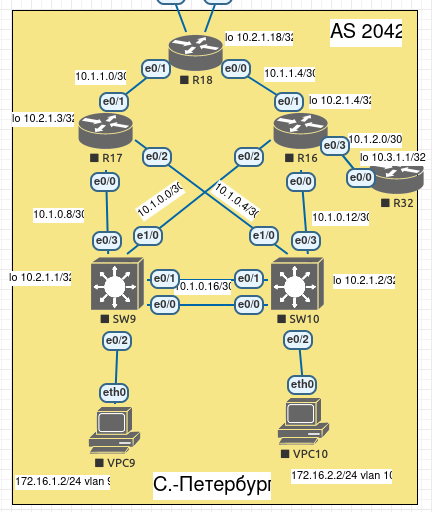 AS 2042
lo 10.2.1.18/32
R18
e0/1
e0/0
10.1.1.0/30
10.1.1.4/30
e0/1
e0/1
lo 10.2.1.4/32
lo 10.2.1.3/32
R17
R16
e0/3
10.1.2.0/30
lo 10.3.1.1/32
e0/2
e0/2
e0/0
e0/0
e0/0
R32
10.1.0.0/30
10.1.0.4/30
10.1.0.8/30
10.1.0.12/30
e0/3
e1/0
e1/0
e0/3
lo 10.2.1.1/32
e0/1
e0/1
10.1.0.16/30
lo 10.2.1.2/32
e0/0
e0/0
SW9
SW10
e0/2
e0/2
eth0
eth0
VPC9
VPC10
172.16.1.2/24 vlan 9
172.16.2.2/24 vlan 10
С.-Петербург